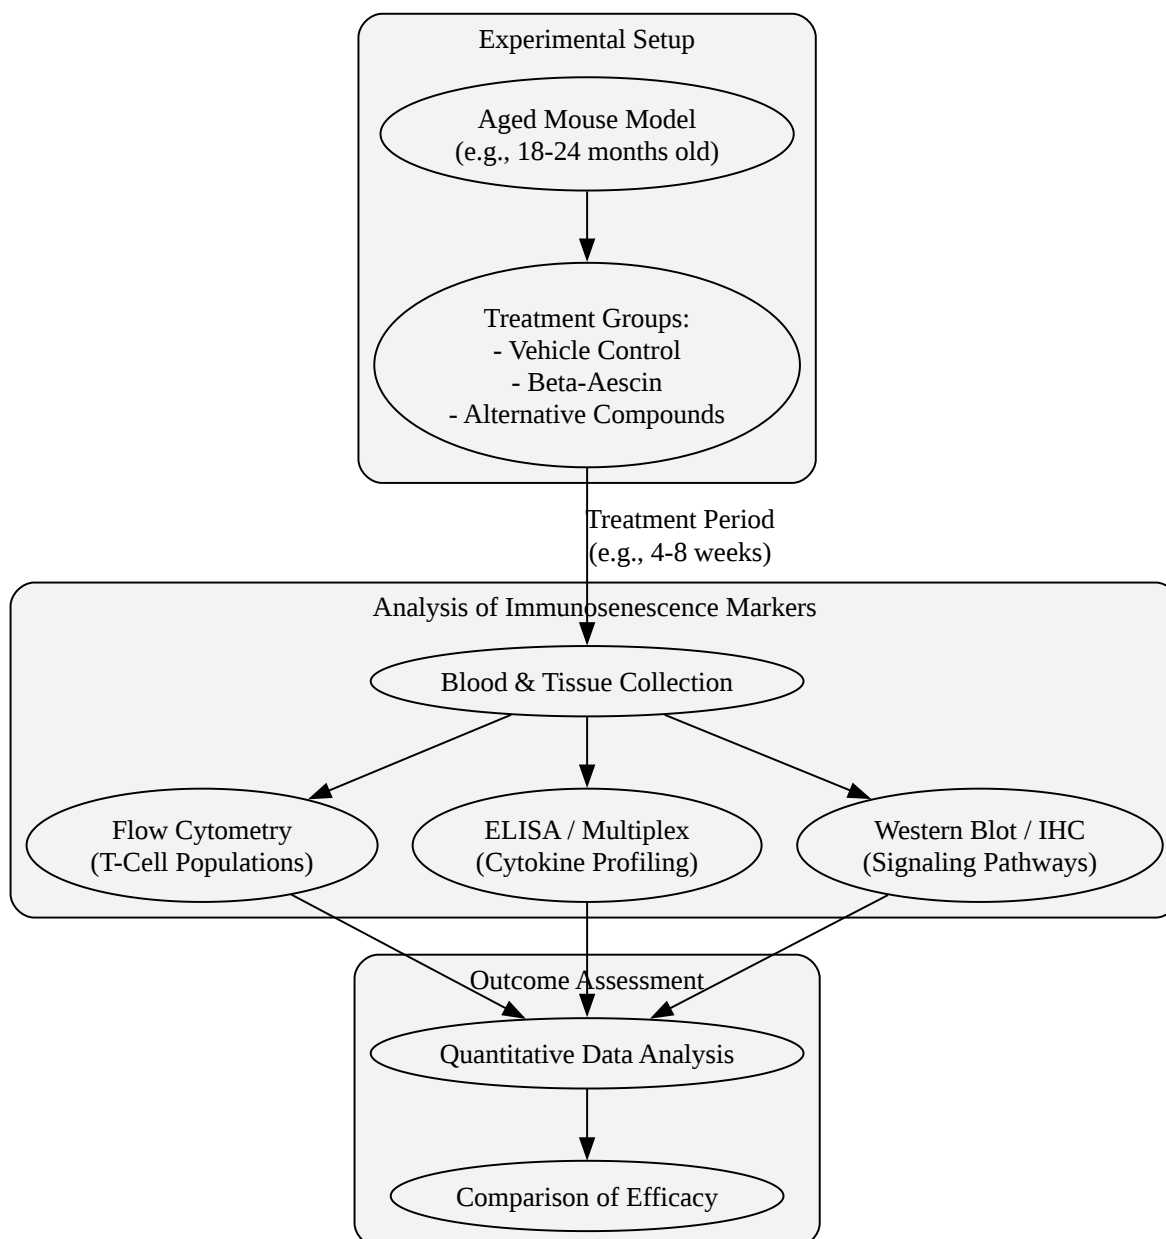 Experimental Setup
Aged Mouse Model
(e.g., 18-24 months old)
Treatment Groups:
- Vehicle Control
- Beta-Aescin
- Alternative Compounds
Treatment Period
(e.g., 4-8 weeks)
Analysis of Immunosenescence Markers
Blood & Tissue Collection
Flow Cytometry
(T-Cell Populations)
ELISA / Multiplex
(Cytokine Profiling)
Western Blot / IHC
(Signaling Pathways)
Outcome Assessment
Quantitative Data Analysis
Comparison of Efficacy